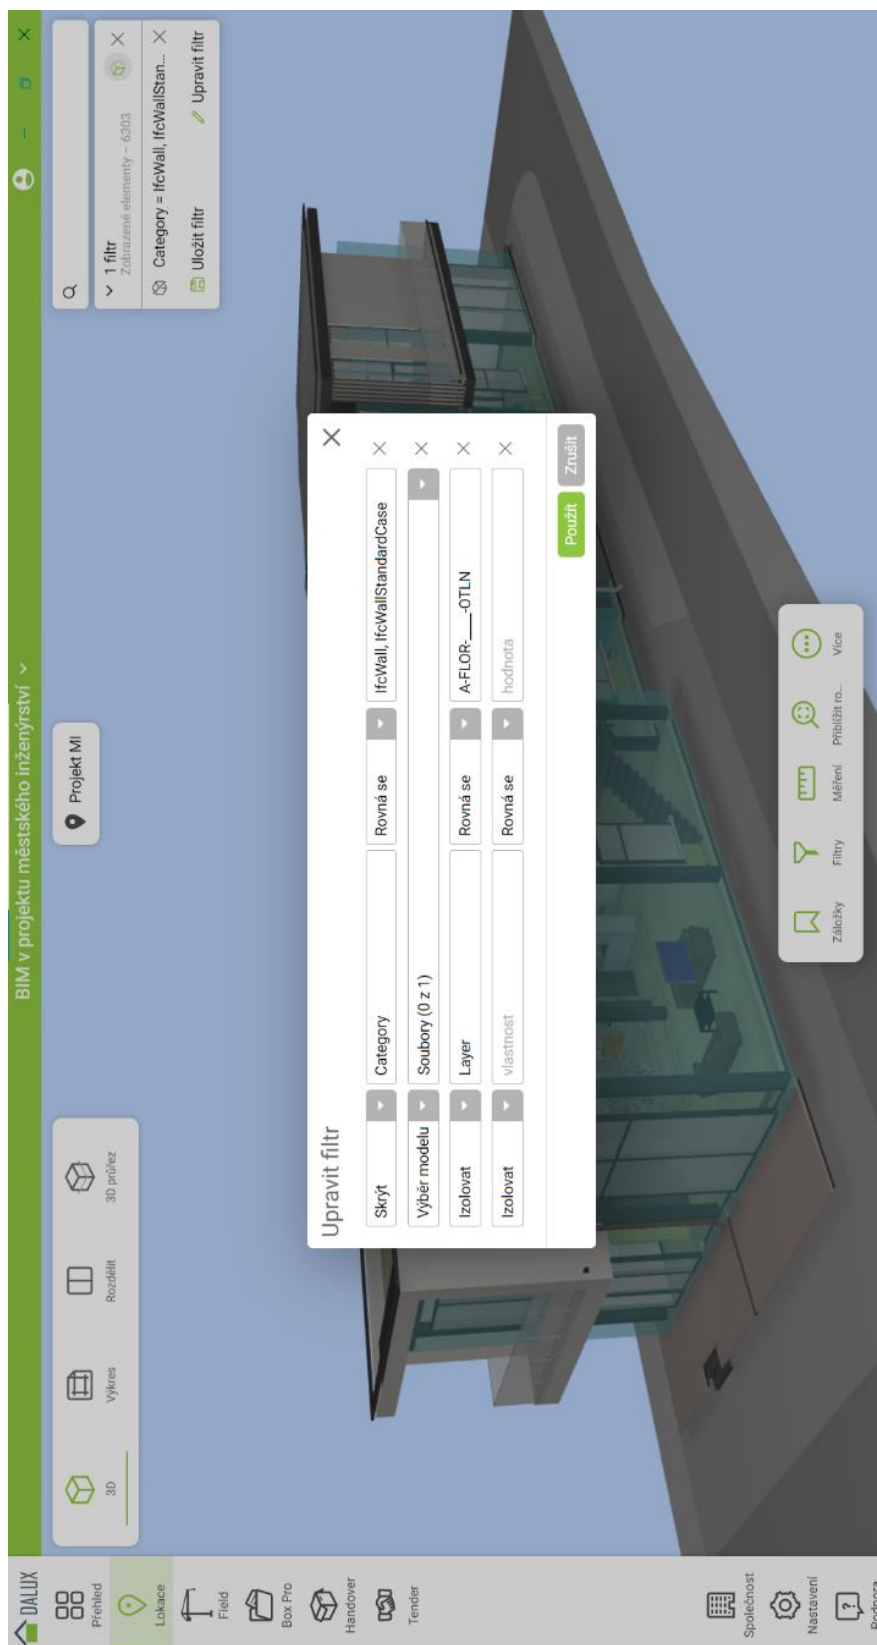 DALUX
BIM v projektu městského inženýrství
Přehled
Lokace
Field
Box Pro
Handover
Tender
Společnost
Nastavení
Podpora
3D
Výkres
Rozdělit
3D průřez
Projekt MI
1 filtr
Zobrazené elementy – 6303
Category = IfcWall, IfcWallStan...
Uložit filtr
Upravit filtr
Upravit filtr
Skrýt Category Rovná se IfcWall, IfcWallStandardCase
Výběr modelu Soubory (0 z 1)
Izolovat Layer Rovná se A-FLOR-____-OTLN
Izolovat vlastnost Rovná se hodnota
Použít Zrušit
Záložky Filtry Měření Přiblížit ro... Více